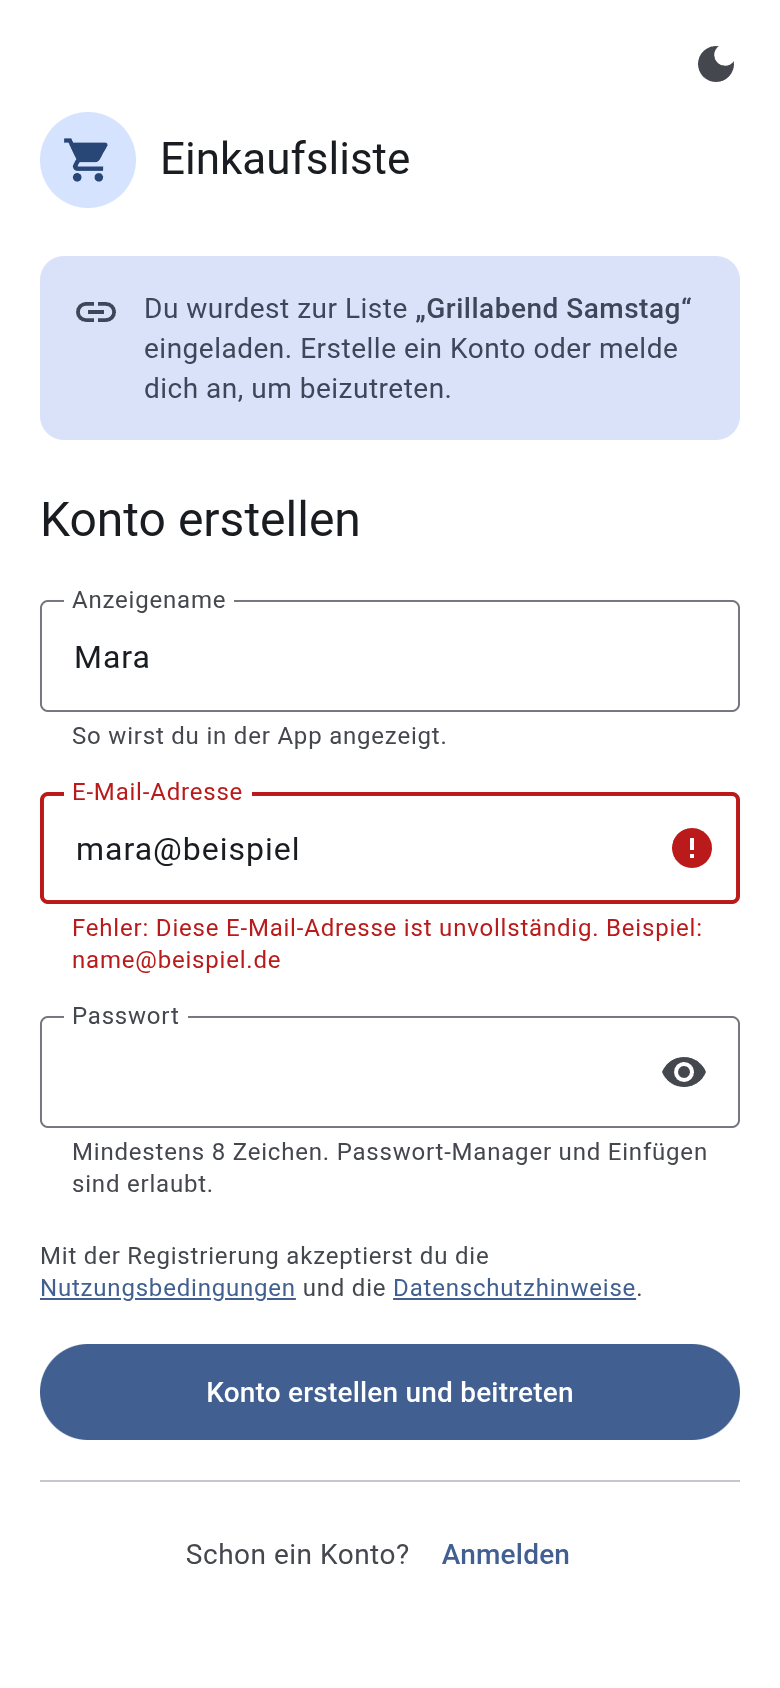 Einkaufsliste
Du wurdest zur Liste „Grillabend Samstag“
eingeladen. Erstelle ein Konto oder melde
dich an, um beizutreten.
Konto erstellen
Anzeigename
Mara
So wirst du in der App angezeigt.
E-Mail-Adresse
mara@beispiel
Fehler: Diese E-Mail-Adresse ist unvollständig. Beispiel:
name@beispiel.de
Passwort
Mindestens 8 Zeichen. Passwort-Manager und Einfügen
sind erlaubt.
Mit der Registrierung akzeptierst du die
Nutzungsbedingungen und die Datenschutzhinweise.
Konto erstellen und beitreten
Schon ein Konto? Anmelden